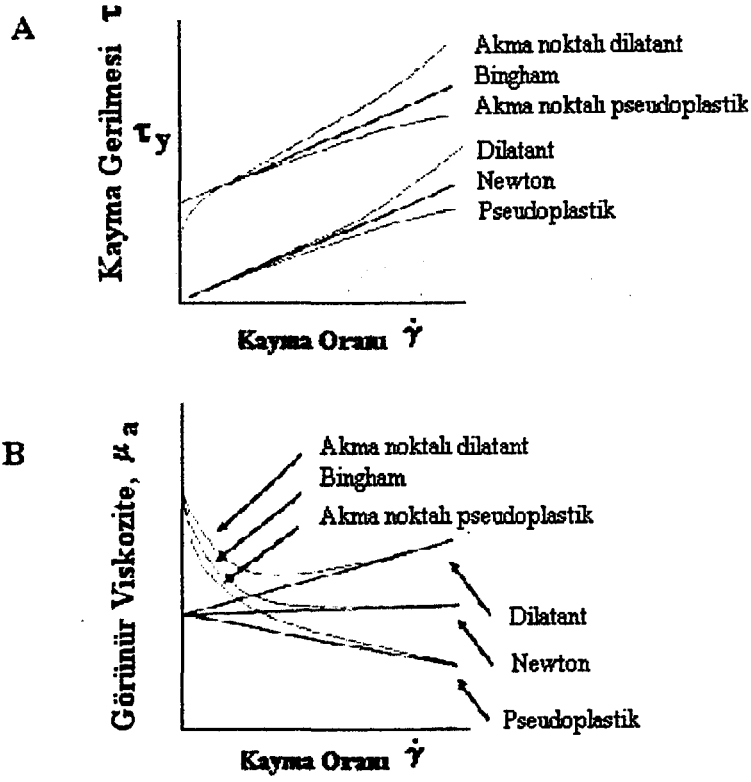 A
Kayma Gerilmesi τ
τy
Akma noktalı dilatant
Bingham
Akma noktalı pseudoplastik
Dilatant
Newton
Pseudoplastik
Kayma Oranı γ̇
B
Görünür Viskozite, μa
Akma noktalı dilatant
Bingham
Akma noktalı pseudoplastik
Dilatant
Newton
Pseudoplastik
Kayma Oranı γ̇